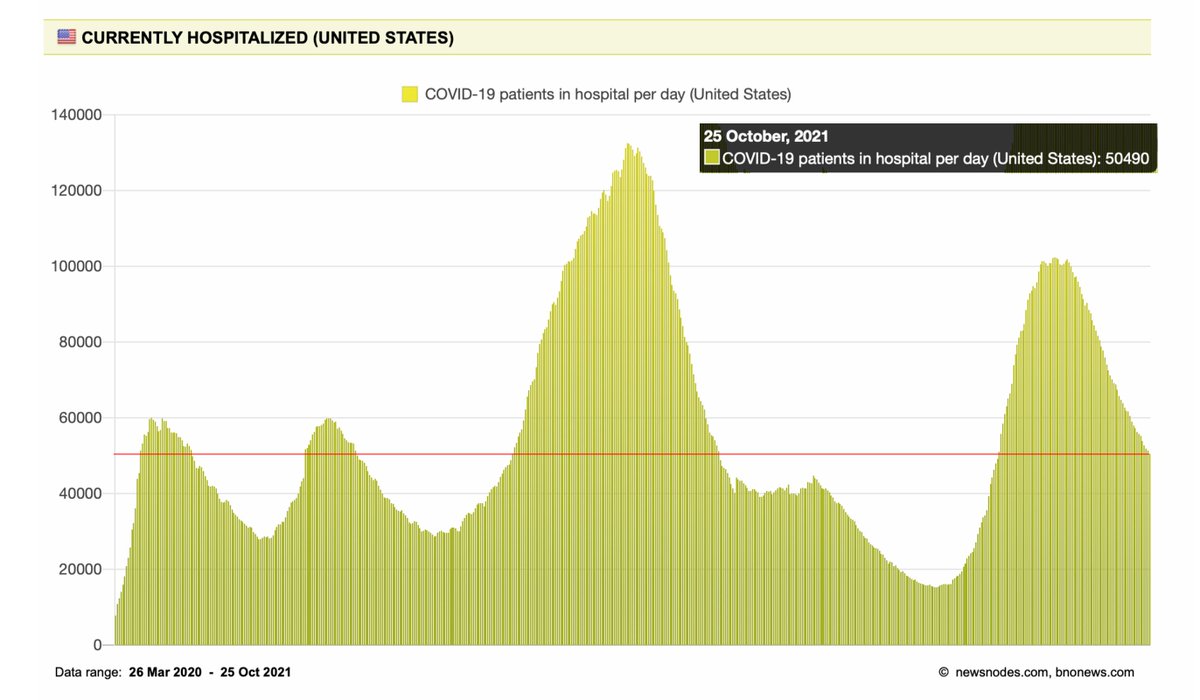 CURRENTLY HOSPITALIZED (UNITED STATES)
COVID-19 patients in hospital per day (United States)
140000
25 October, 2021
COVID-19 patients in hospital per day (United States): 50490
120000
100000
80000
60000
40000
20000
0
Data range: 26 Mar 2020 - 25 Oct 2021
© newsnodes.com, bnonews.com